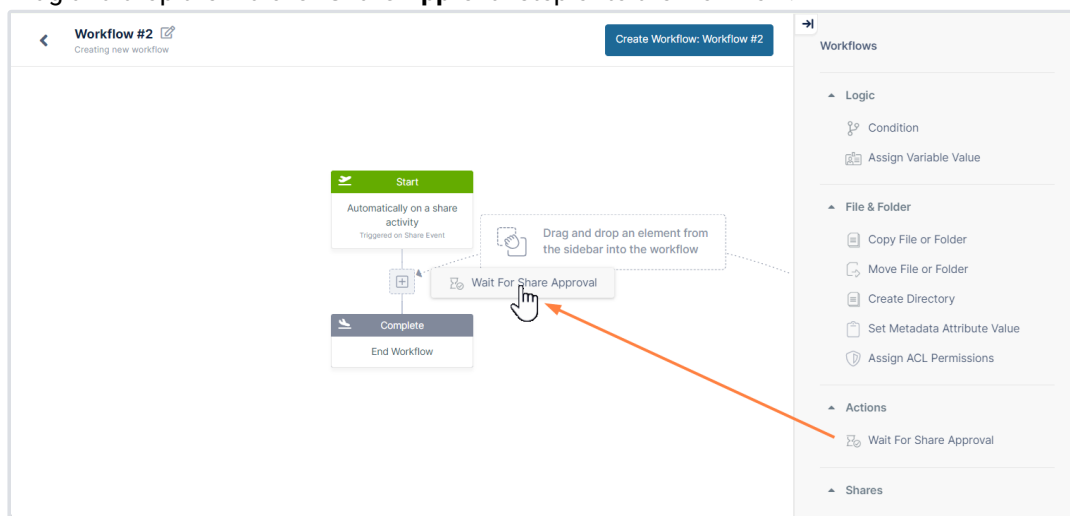 Workflow #2
Creating new workflow
Create Workflow: Workflow #2
Start
Automatically on a share
activity
Triggered on Share Event
Drag and drop an element from
the sidebar into the workflow
Wait For Share Approval
Complete
End Workflow
Workflows
Logic
Condition
Assign Variable Value
File & Folder
Copy File or Folder
Move File or Folder
Create Directory
Set Metadata Attribute Value
Assign ACL Permissions
Actions
Wait For Share Approval
Shares